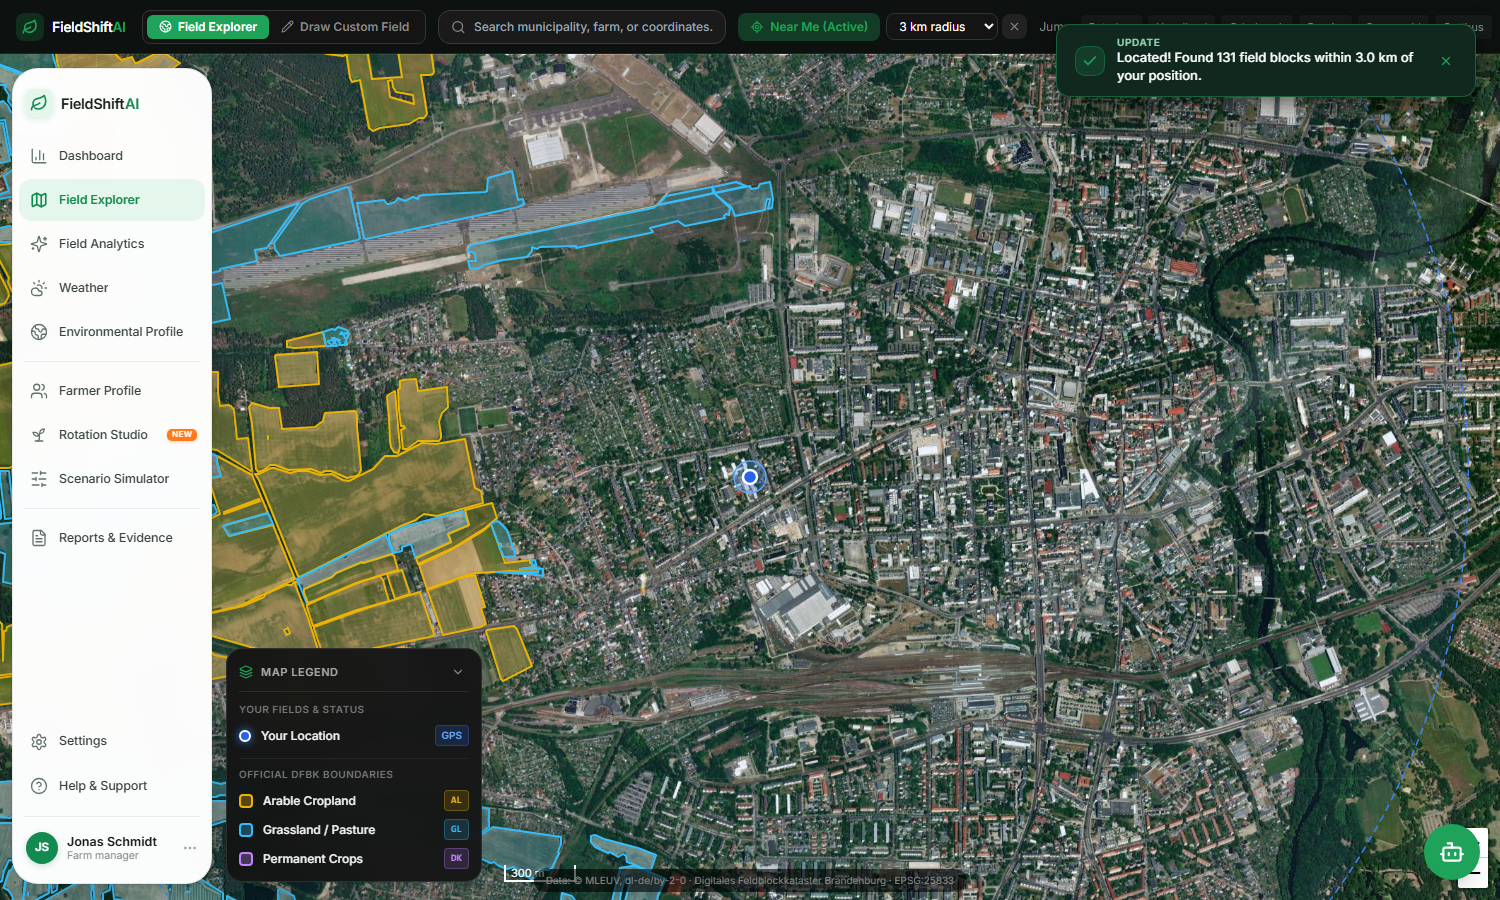 FieldShiftAI
Field Explorer
Draw Custom Field
Search municipality, farm, or coordinates.
Near Me (Active)
3 km radius
UPDATE
Located! Found 131 field blocks within 3.0 km of
your position.
FieldShiftAI
Dashboard
Field Explorer
Field Analytics
Weather
Environmental Profile
Farmer Profile
Rotation Studio NEW
Scenario Simulator
Reports & Evidence
Settings
Help & Support
JS
Jonas Schmidt
Farm manager
MAP LEGEND
YOUR FIELDS & STATUS
Your Location GPS
OFFICIAL DFBK BOUNDARIES
Arable Cropland AL
Grassland / Pasture GL
Permanent Crops DK
300 m
Data: © MLEUV, dl-de/by-2-0 · Digitales Feldblockkataster Brandenburg · EPSG:25833